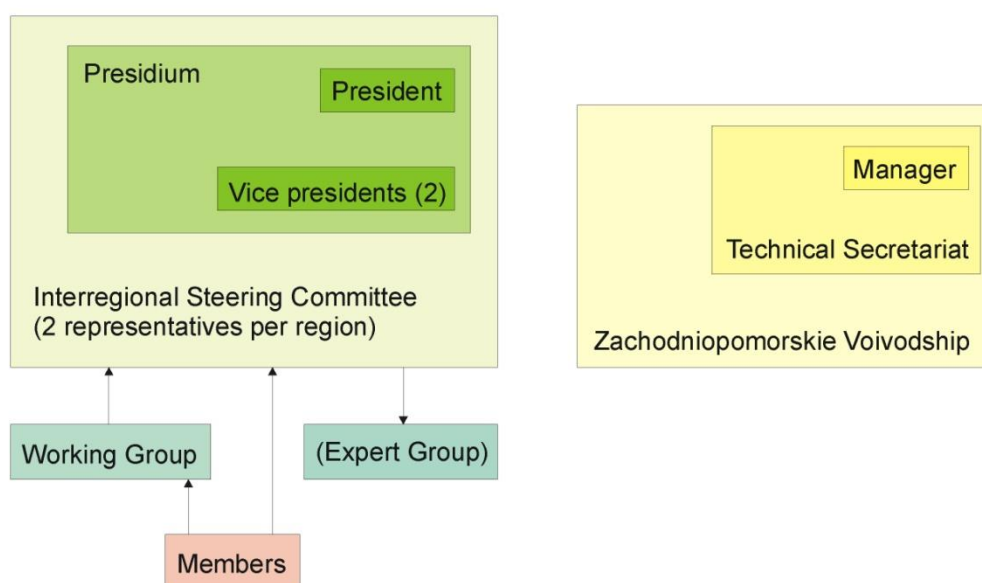 Presidium
President
Vice presidents (2)
Interregional Steering Committee
(2 representatives per region)
Working Group
(Expert Group)
Members
Manager
Technical Secretariat
Zachodniopomorskie Voivodship